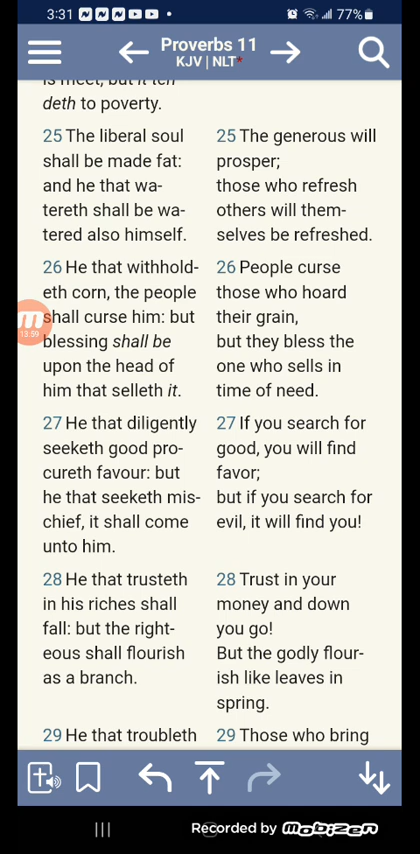 3:31
77%
Proverbs 11
KJV | NLT*
deth to poverty.
25 The liberal soul
shall be made fat:
and he that wa-
tereth shall be wa-
tered also himself.
26 He that withhold-
eth corn, the people
shall curse him: but
blessing shall be
upon the head of
him that selleth it.
27 He that diligently
seeketh good pro-
cureth favour: but
he that seeketh mis-
chief, it shall come
unto him.
28 He that trusteth
in his riches shall
fall: but the right-
eous shall flourish
as a branch.
29 He that troubleth
25 The generous will
prosper;
those who refresh
others will them-
selves be refreshed.
26 People curse
those who hoard
their grain,
but they bless the
one who sells in
time of need.
27 If you search for
good, you will find
favor;
but if you search for
evil, it will find you!
28 Trust in your
money and down
you go!
But the godly flour-
ish like leaves in
spring.
29 Those who bring
13:59
Recorded by Mobizen